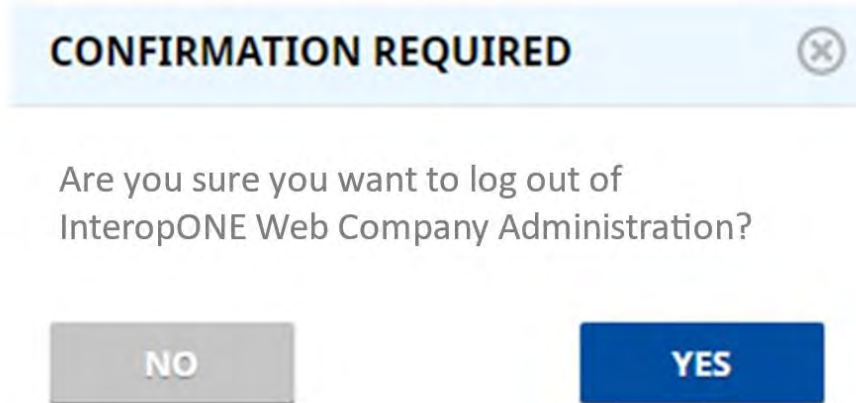 CONFIRMATION REQUIRED
Are you sure you want to log out of
InteropONE Web Company Administration?
NO
YES